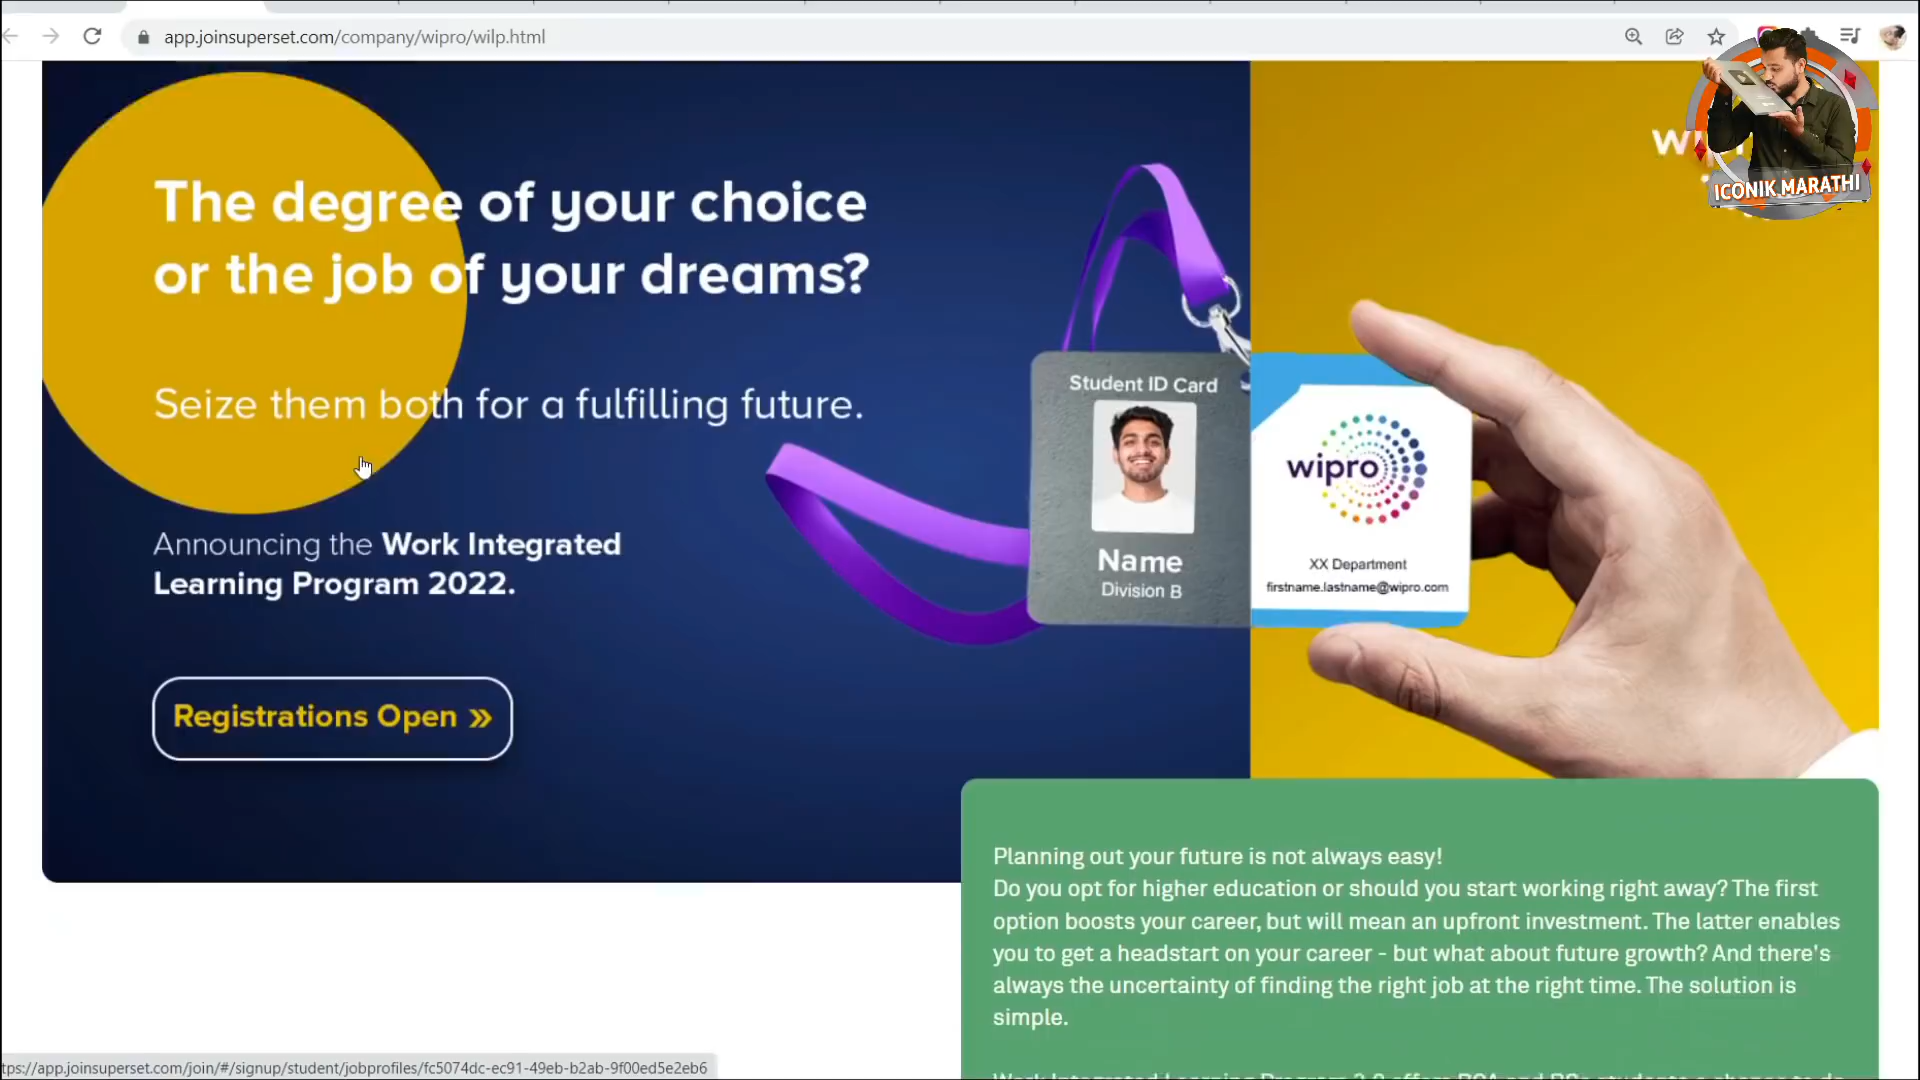 app.joinsuperset.com/company/wipro/wilp.html
ICONIK MARATHI
The degree of your choice
or the job of your dreams?
Seize them both for a fulfilling future.
Announcing the Work Integrated
Learning Program 2022.
Registrations Open »
Student ID Card
Name
Division B
wipro
XX Department
firstname.lastname@wipro.com
Planning out your future is not always easy!
Do you opt for higher education or should you start working right away? The first
option boosts your career, but will mean an upfront investment. The latter enables
you to get a headstart on your career - but what about future growth? And there's
always the uncertainty of finding the right job at the right time. The solution is
simple.
tps://app.joinsuperset.com/join/#/signup/student/jobprofiles/fc5074dc-ec91-49eb-b2ab-9f00ed5e2eb6